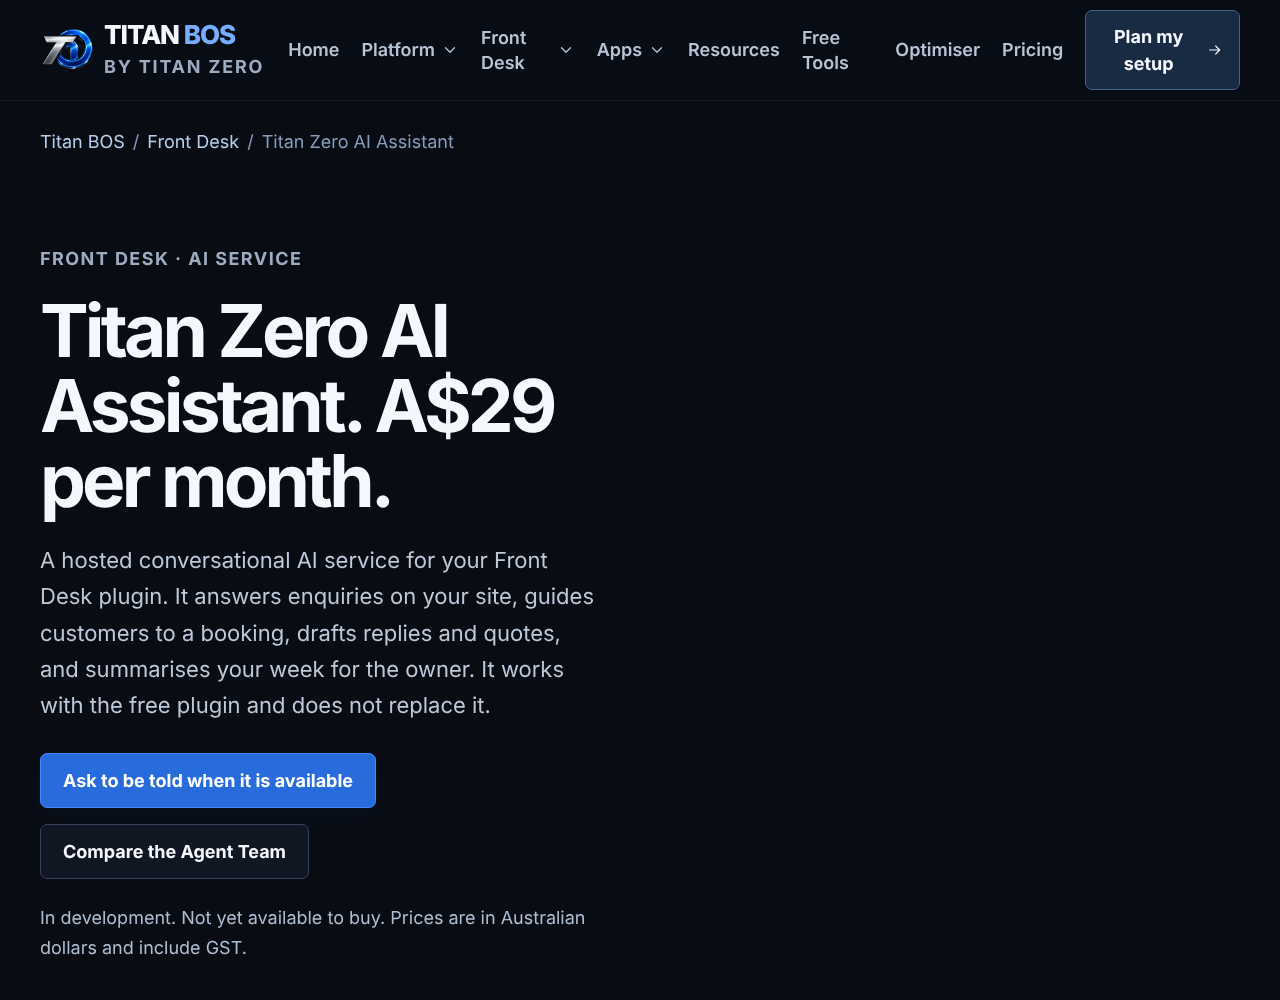 TITAN BOS
BY TITAN ZERO
Home
Platform
Front
Desk
Apps
Resources
Free
Tools
Optimiser
Pricing
Plan my
setup
Titan BOS / Front Desk / Titan Zero AI Assistant
FRONT DESK · AI SERVICE
Titan Zero AI
Assistant. A$29
per month.
A hosted conversational AI service for your Front
Desk plugin. It answers enquiries on your site, guides
customers to a booking, drafts replies and quotes,
and summarises your week for the owner. It works
with the free plugin and does not replace it.
Ask to be told when it is available
Compare the Agent Team
In development. Not yet available to buy. Prices are in Australian
dollars and include GST.